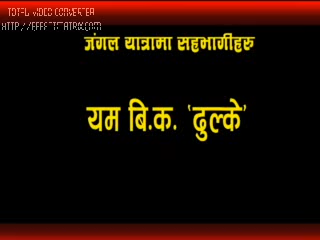 TOTAL VIDEO CONVERTER
HTTP://EFFECTMATRIX.COM
जंगल यात्रामा सहभागीहरु
यम बि.क. 'दुल्के'